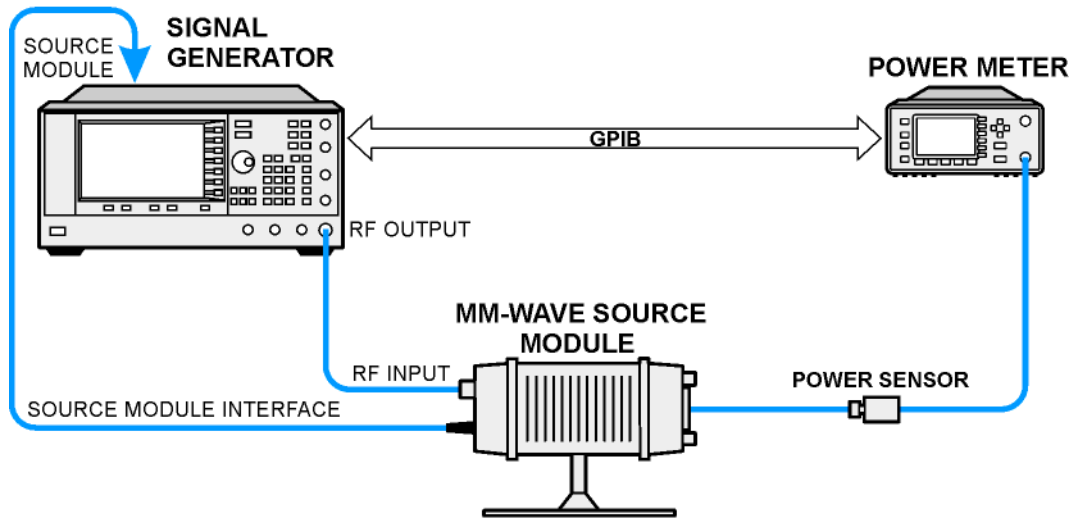 SIGNAL
GENERATOR
SOURCE
MODULE
POWER METER
GPIB
RF OUTPUT
MM-WAVE SOURCE
MODULE
RF INPUT
POWER SENSOR
SOURCE MODULE INTERFACE